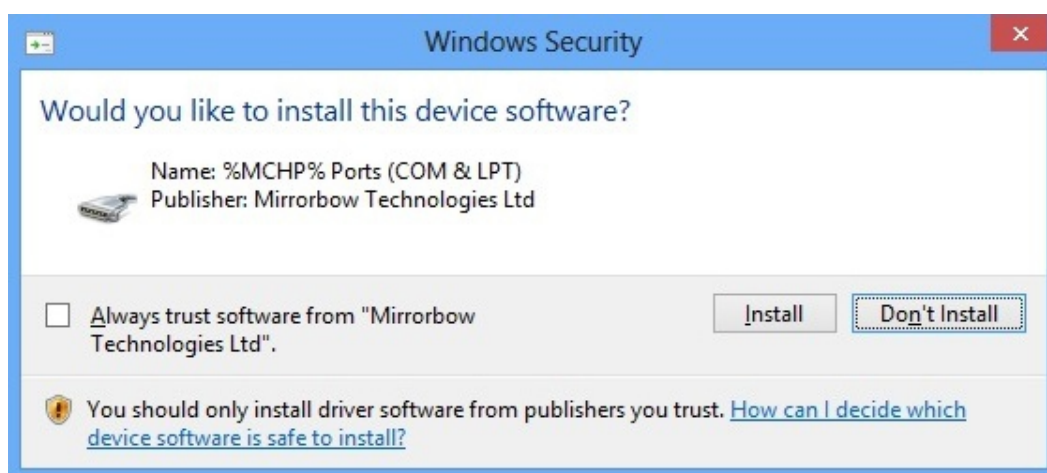 Windows Security
Would you like to install this device software?
Name: %MCHP% Ports (COM & LPT)
Publisher: Mirrorbow Technologies Ltd
Always trust software from "Mirrorbow
Technologies Ltd".
Install
Don't Install
You should only install driver software from publishers you trust. How can I decide which
device software is safe to install?